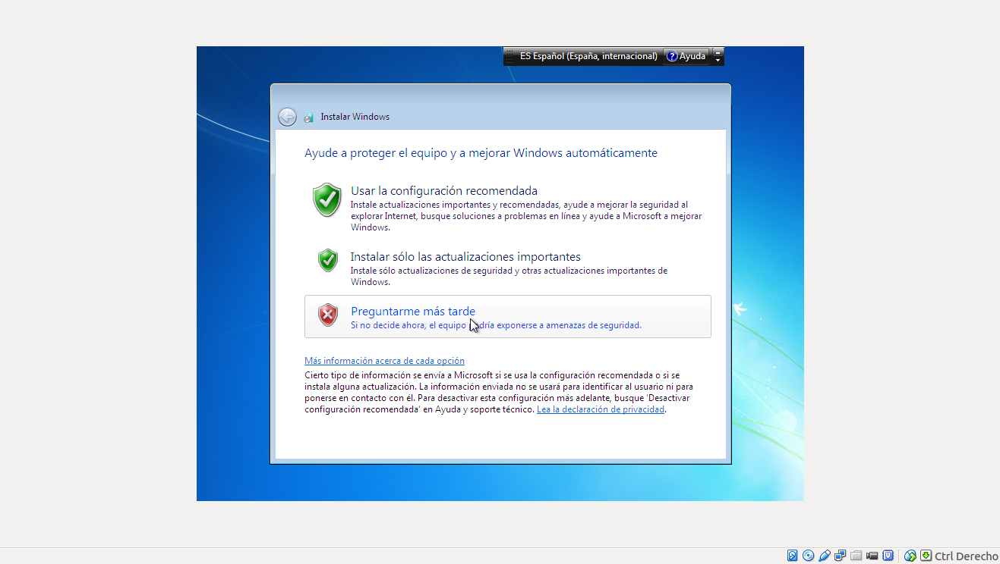 ES Español (España, internacional) ? Ayuda
Instalar Windows
Ayude a proteger el equipo y a mejorar Windows automáticamente
Usar la configuración recomendada
Instale actualizaciones importantes y recomendadas, ayude a mejorar la seguridad al
explorar Internet, busque soluciones a problemas en línea y ayude a Microsoft a mejorar
Windows.
Instalar sólo las actualizaciones importantes
Instale sólo actualizaciones de seguridad y otras actualizaciones importantes de
Windows.
Preguntarme más tarde
Si no decide ahora, el equipo podría exponerse a amenazas de seguridad.
Más información acerca de cada opción
Cierto tipo de información se envía a Microsoft si se usa la configuración recomendada o si se
instala alguna actualización. La información enviada no se usará para identificar al usuario ni para
ponerse en contacto con él. Para desactivar esta configuración más adelante, busque 'Desactivar
configuración recomendada' en Ayuda y soporte técnico. Lea la declaración de privacidad.
Ctrl Derecho